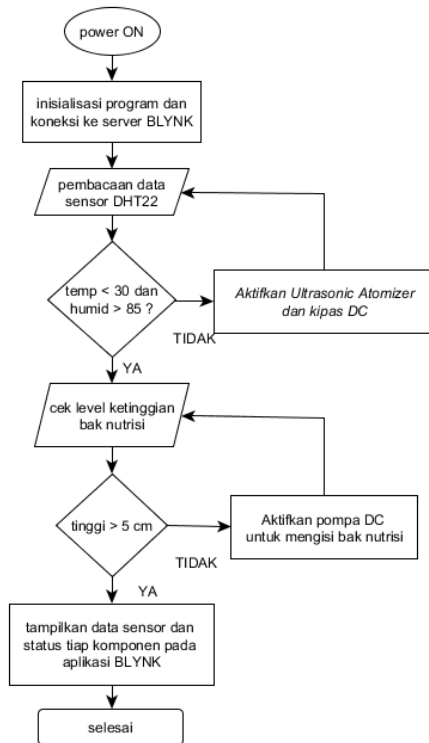 power ON
inisialisasi program dan
koneksi ke server BLYNK
pembacaan data
sensor DHT22
temp < 30 dan
humid > 85 ?
TIDAK
Aktifkan Ultrasonic Atomizer
dan kipas DC
YA
cek level ketinggian
bak nutrisi
tinggi > 5 cm
TIDAK
Aktifkan pompa DC
untuk mengisi bak nutrisi
YA
tampilkan data sensor dan
status tiap komponen pada
aplikasi BLYNK
selesai